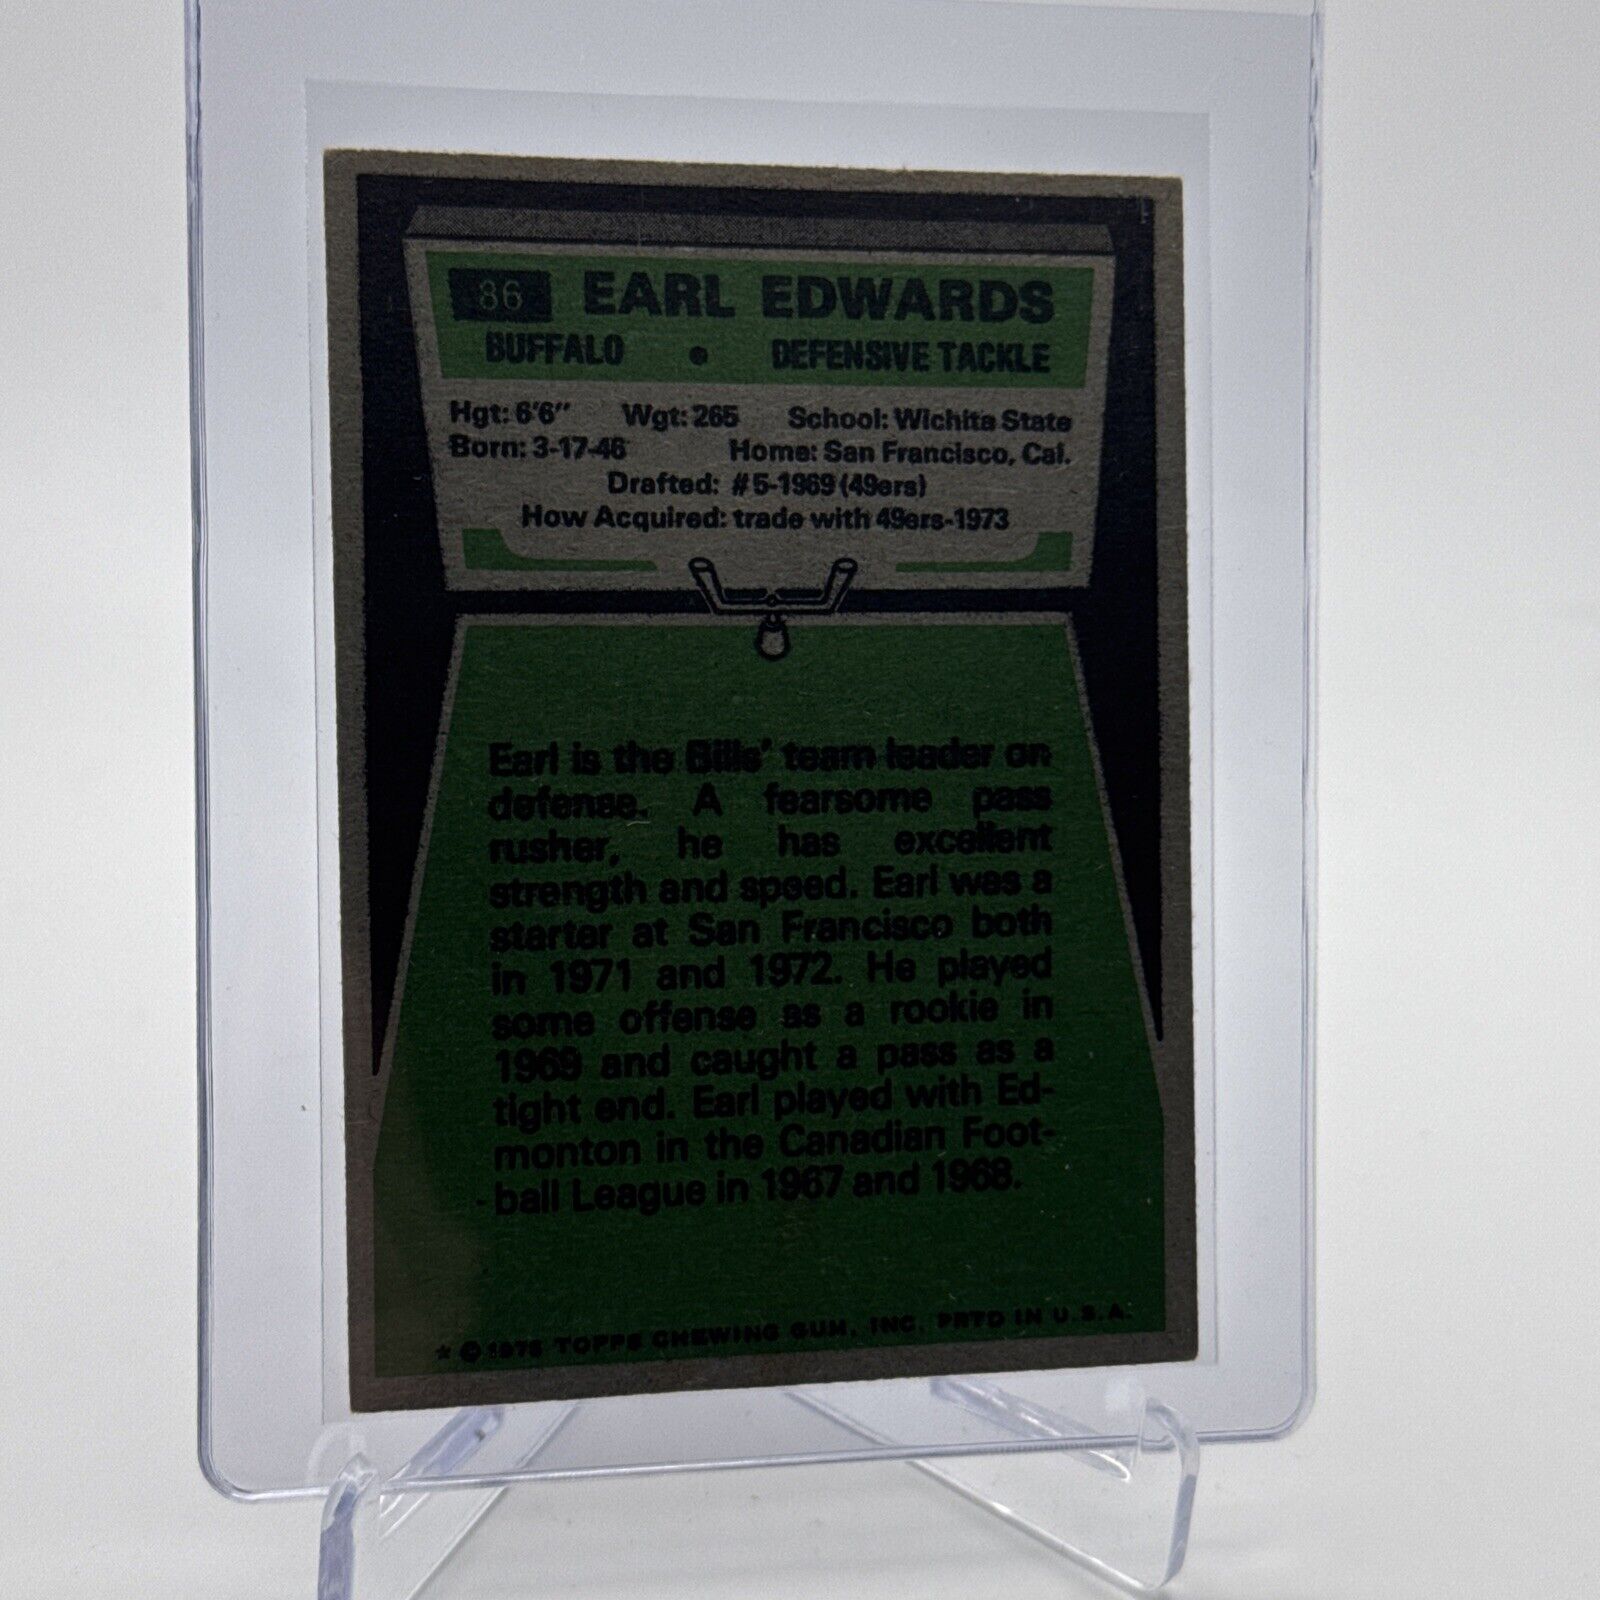 86 EARL EDWARDS
BUFFALO • DEFENSIVE TACKLE
Hgt: 6'6" Wgt: 265 School: Wichita State
Born: 3-17-46 Home: San Francisco, Cal.
Drafted: #5-1969 (49ers)
How Acquired: trade with 49ers-1973
Earl is the Bills' team leader on
defense. A fearsome pass
rusher, he has excellent
strength and speed. Earl was a
starter at San Francisco both
in 1971 and 1972. He played
some offense as a rookie in
1969 and caught a pass as a
tight end. Earl played with Ed-
monton in the Canadian Foot-
ball League in 1967 and 1968.
* © 1975 TOPPS CHEWING GUM, INC. PRTD IN U.S.A.